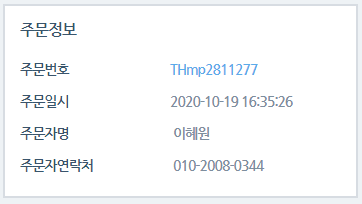 주문정보
주문번호 THmp2811277
주문일시 2020-10-19 16:35:26
주문자명 이혜원
주문자연락처 010-2008-0344